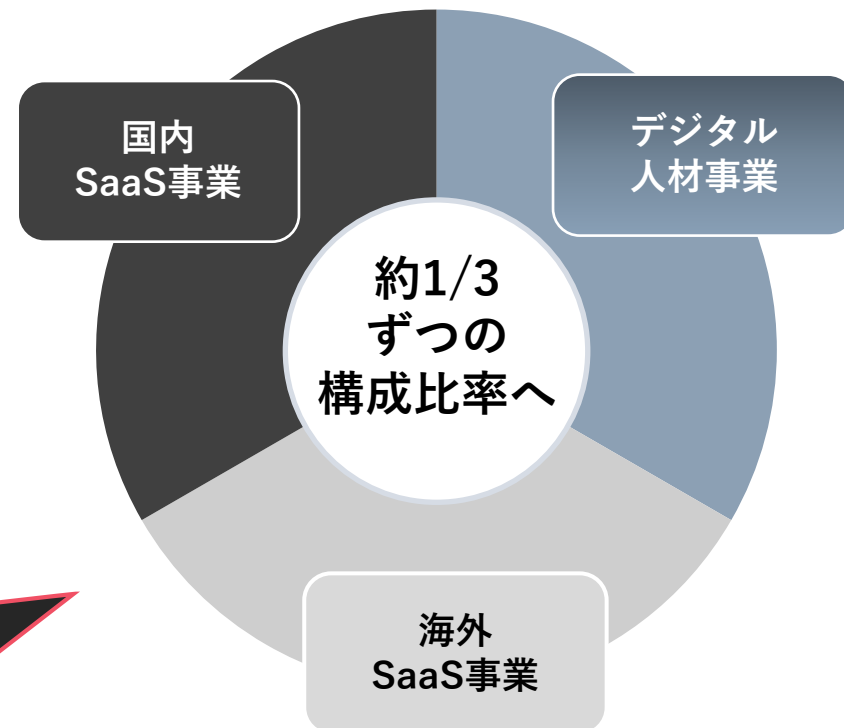 国内
SaaS事業
デジタル
人材事業
約1/3
ずつの
構成比率へ
海外
SaaS事業